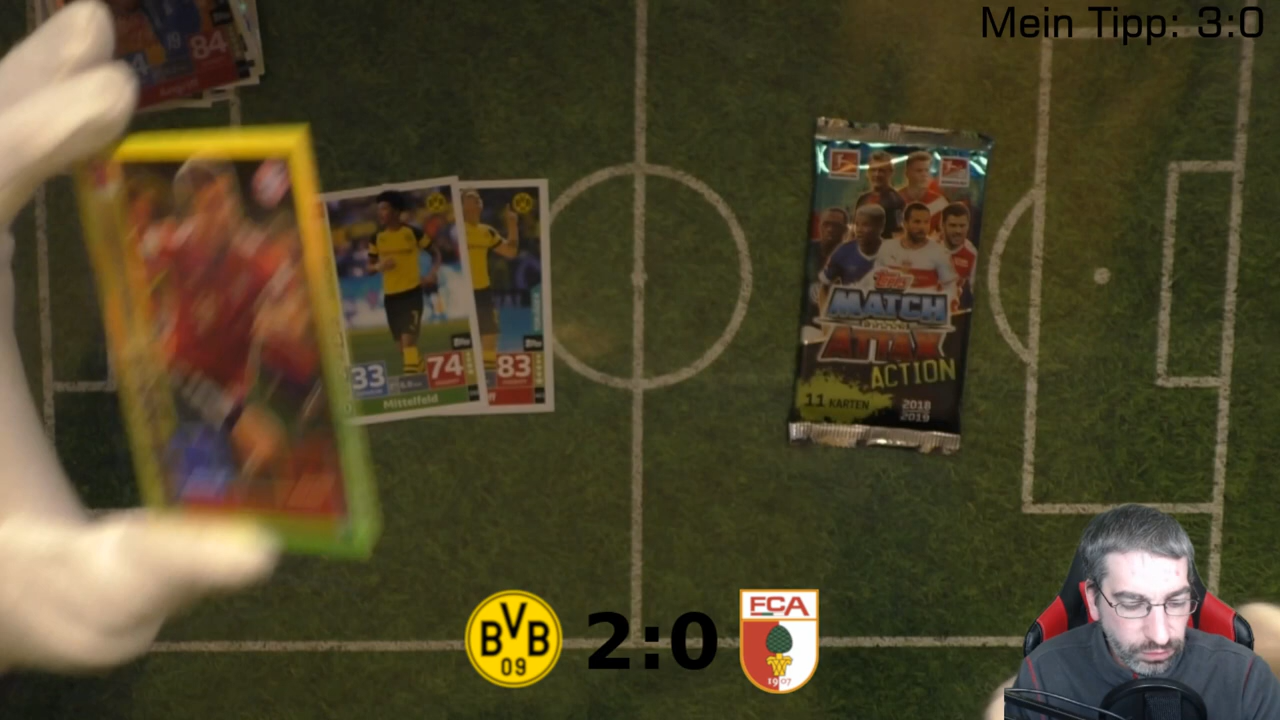 Mein Tipp: 3:0
84
33
74
Mittelfeld
83
MATCH
ATTAX
ACTION
11 KARTEN
2018
2019
BVB
09
2:0
FCA
1907